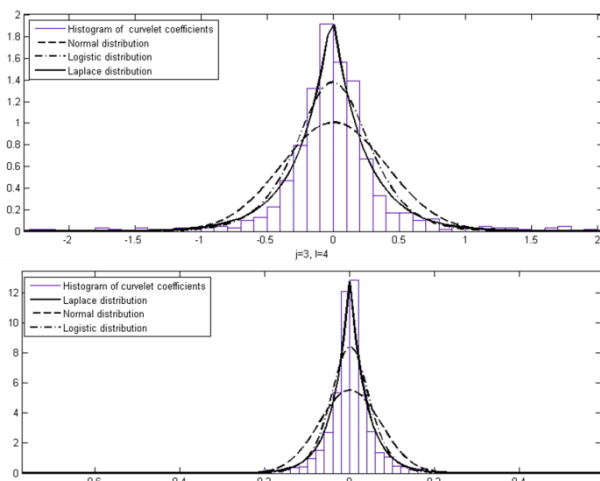 2
1.8
1.6
1.4
1.2
1
0.8
0.6
0.4
0.2
0
Histogram of curvelet coefficients
Normal distribution
Logistic distribution
Laplace distribution
-2 -1 -0.5 0 0.5 1 1.5 2
j=3, l=4
12
10
8
6
4
2
0
Histogram of curvelet coefficients
Laplace distribution
Normal distribution
Logistic distribution